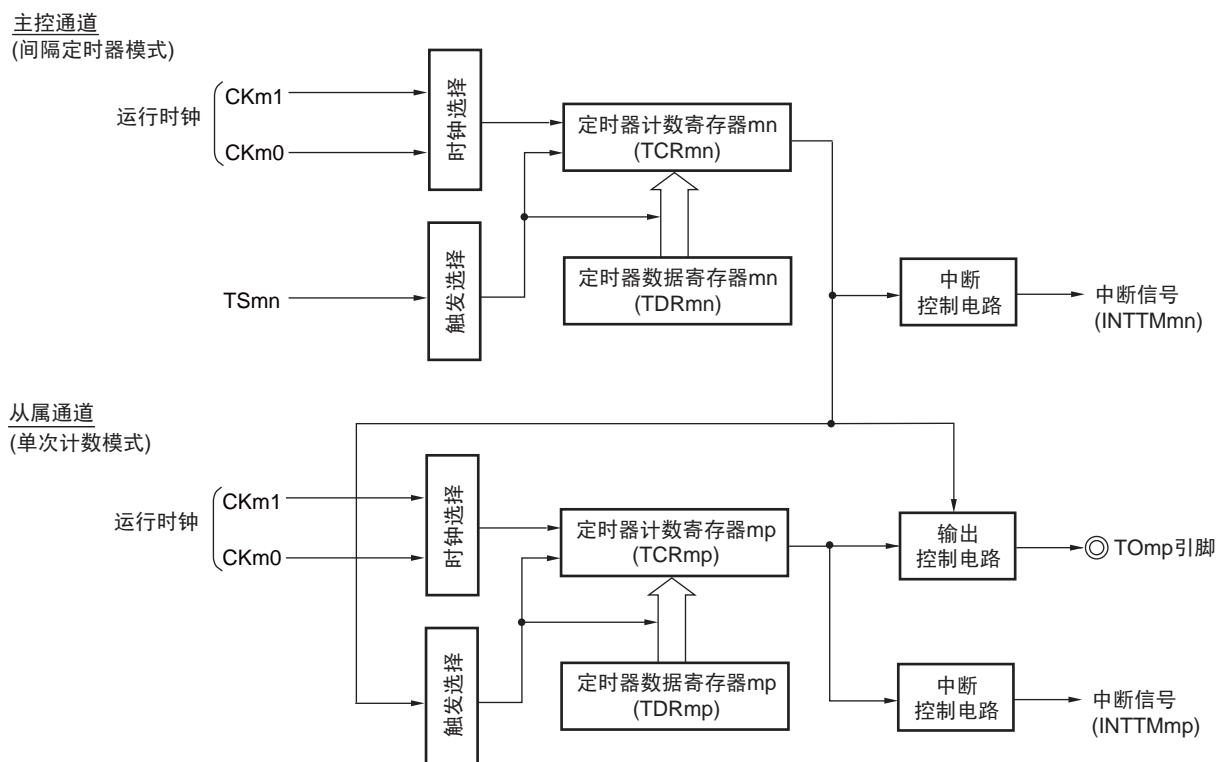 主控通道
(间隔定时器模式)
运行时钟
CKm1
CKm0
时钟选择
定时器计数寄存器mn
(TCRmn)
TSmn
触发选择
定时器数据寄存器mn
(TDRmn)
中断
控制电路
中断信号
(INTTMmn)
从属通道
(单次计数模式)
运行时钟
CKm1
CKm0
时钟选择
定时器计数寄存器mp
(TCRmp)
输出
控制电路
TOmp引脚
触发选择
定时器数据寄存器mp
(TDRmp)
中断
控制电路
中断信号
(INTTMmp)